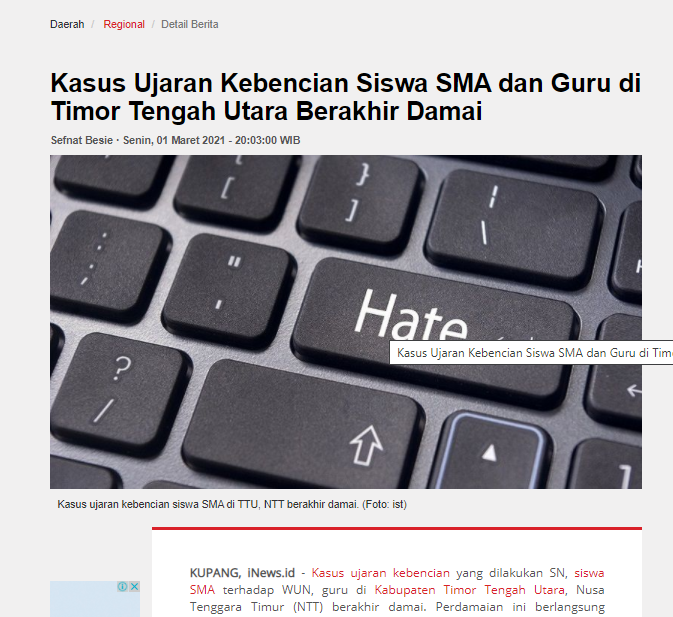 Daerah / Regional / Detail Berita
Kasus Ujaran Kebencian Siswa SMA dan Guru di
Timor Tengah Utara Berakhir Damai
Sefnat Besie · Senin, 01 Maret 2021 - 20:03:00 WIB
[ } ] | \
: ; " ' Hate
Kasus Ujaran Kebencian Siswa SMA dan Guru di
? /
Kasus ujaran kebencian siswa SMA di TTU, NTT berakhir damai. (Foto: ist)
KUPANG, iNews.id - Kasus ujaran kebencian yang dilakukan SN, siswa
SMA terhadap WUN, guru di Kabupaten Timor Tengah Utara, Nusa
Tenggara Timur (NTT) berakhir damai. Perdamaian ini berlangsung